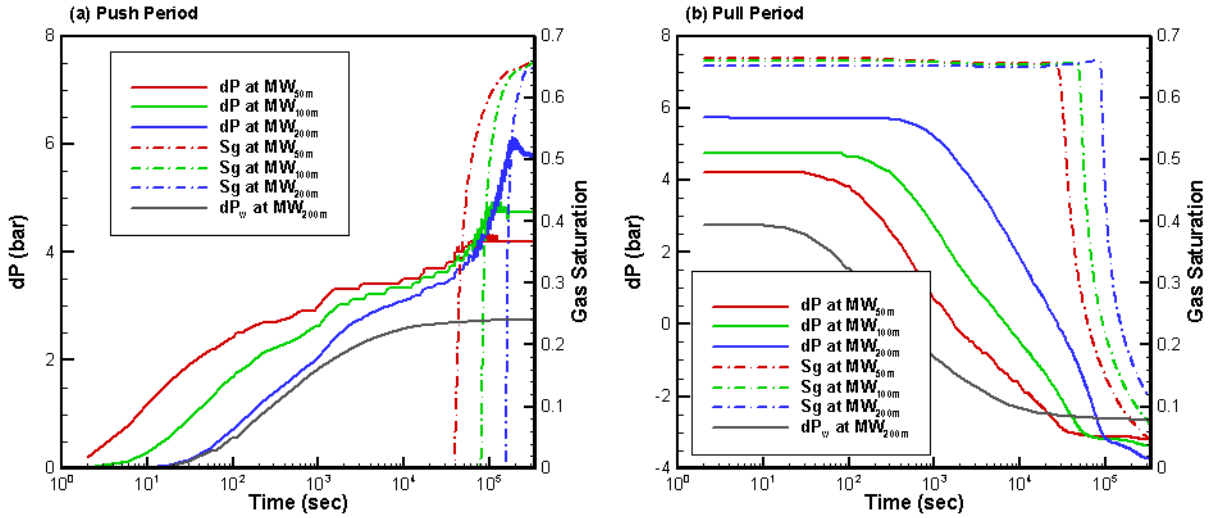 (a) Push Period
8
6
4
2
0
dP (bar)
dP at MW50m
dP at MW100m
dP at MW200m
Sg at MW50m
Sg at MW100m
Sg at MW200m
dPw at MW200m
0.7
0.6
0.5
0.4
0.3
0.2
0.1
0
Gas Saturation
10^0 10^1 10^2 10^3 10^4 10^5
Time (sec)
(b) Pull Period
8
6
4
2
0
-2
-4
dP (bar)
dP at MW50m
dP at MW100m
dP at MW200m
Sg at MW50m
Sg at MW100m
Sg at MW200m
dPw at MW200m
0.7
0.6
0.5
0.4
0.3
0.2
0.1
0
Gas Saturation
10^0 10^1 10^2 10^3 10^4 10^5
Time (sec)